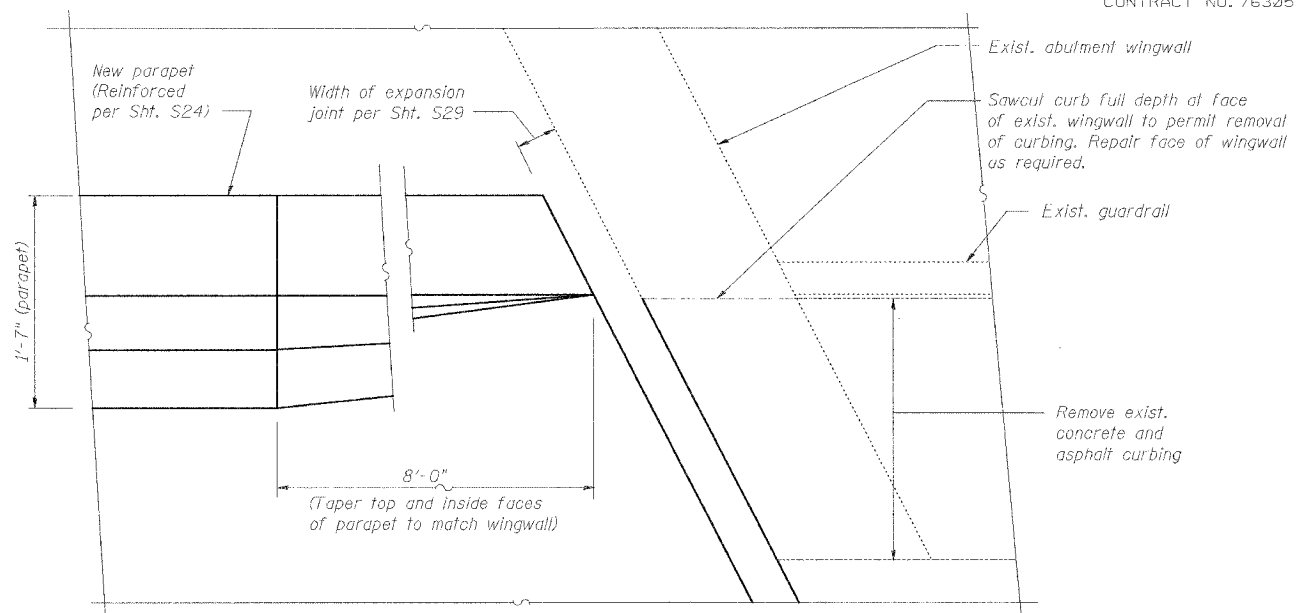 CONTRACT NO. 76305
New parapet
(Reinforced
per Sht. S24)
Width of expansion
joint per Sht. S29
Exist. abutment wingwall
Sawcut curb full depth at face
of exist. wingwall to permit removal
of curbing. Repair face of wingwall
as required.
Exist. guardrail
1'-7" (parapet)
Remove exist.
concrete and
asphalt curbing
8'-0"
(Taper top and inside faces
of parapet to match wingwall)